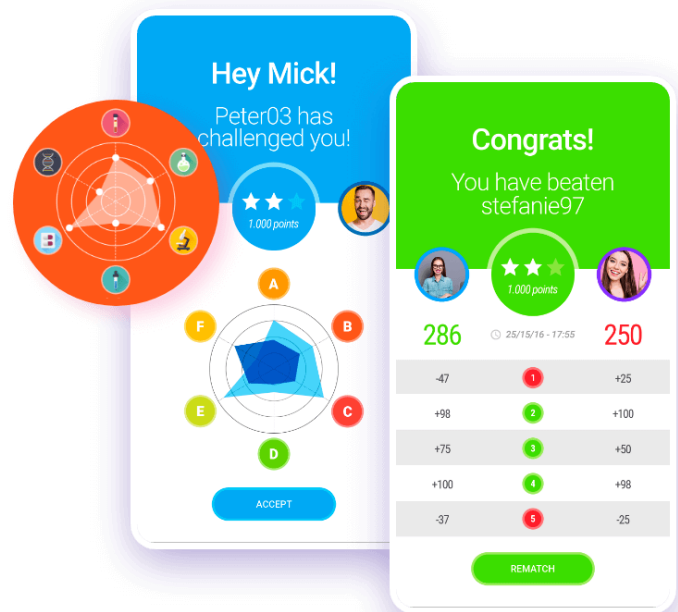 Hey Mick!
Peter03 has
challenged you!
1.000 points
A
B
C
D
E
F
ACCEPT
Congrats!
You have beaten
stefanie97
1.000 points
286 25/15/16 - 17:55 250
-47 1 +25
+98 2 +100
+75 3 +50
+100 4 +98
-37 5 -25
REMATCH